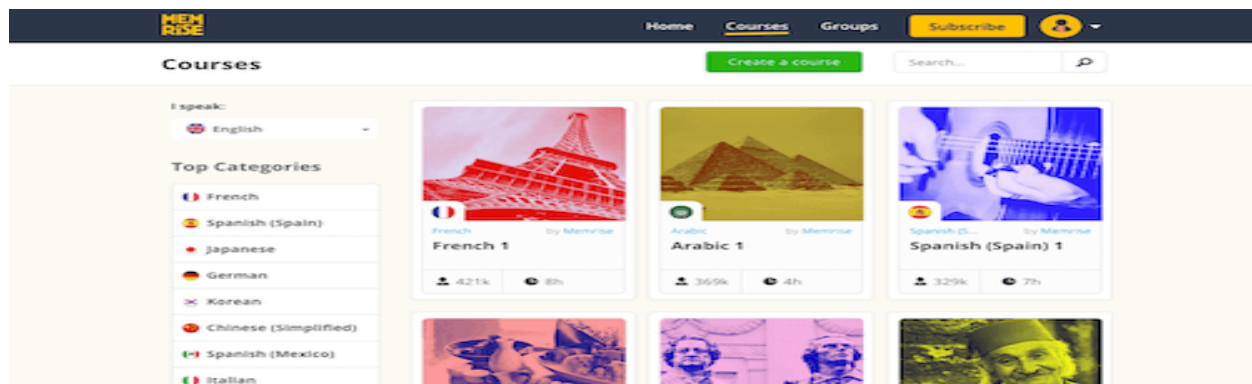 MEM
RiSE
Home Courses Groups Subscribe
Courses
Create a course
Search...
I speak:
English
Top Categories
French
Spanish (Spain)
Japanese
German
Korean
Chinese (Simplified)
Spanish (Mexico)
Italian
French by Memrise
French 1
421k 8h
Arabic by Memrise
Arabic 1
369k 4h
Spanish (S... by Memrise
Spanish (Spain) 1
329k 7h